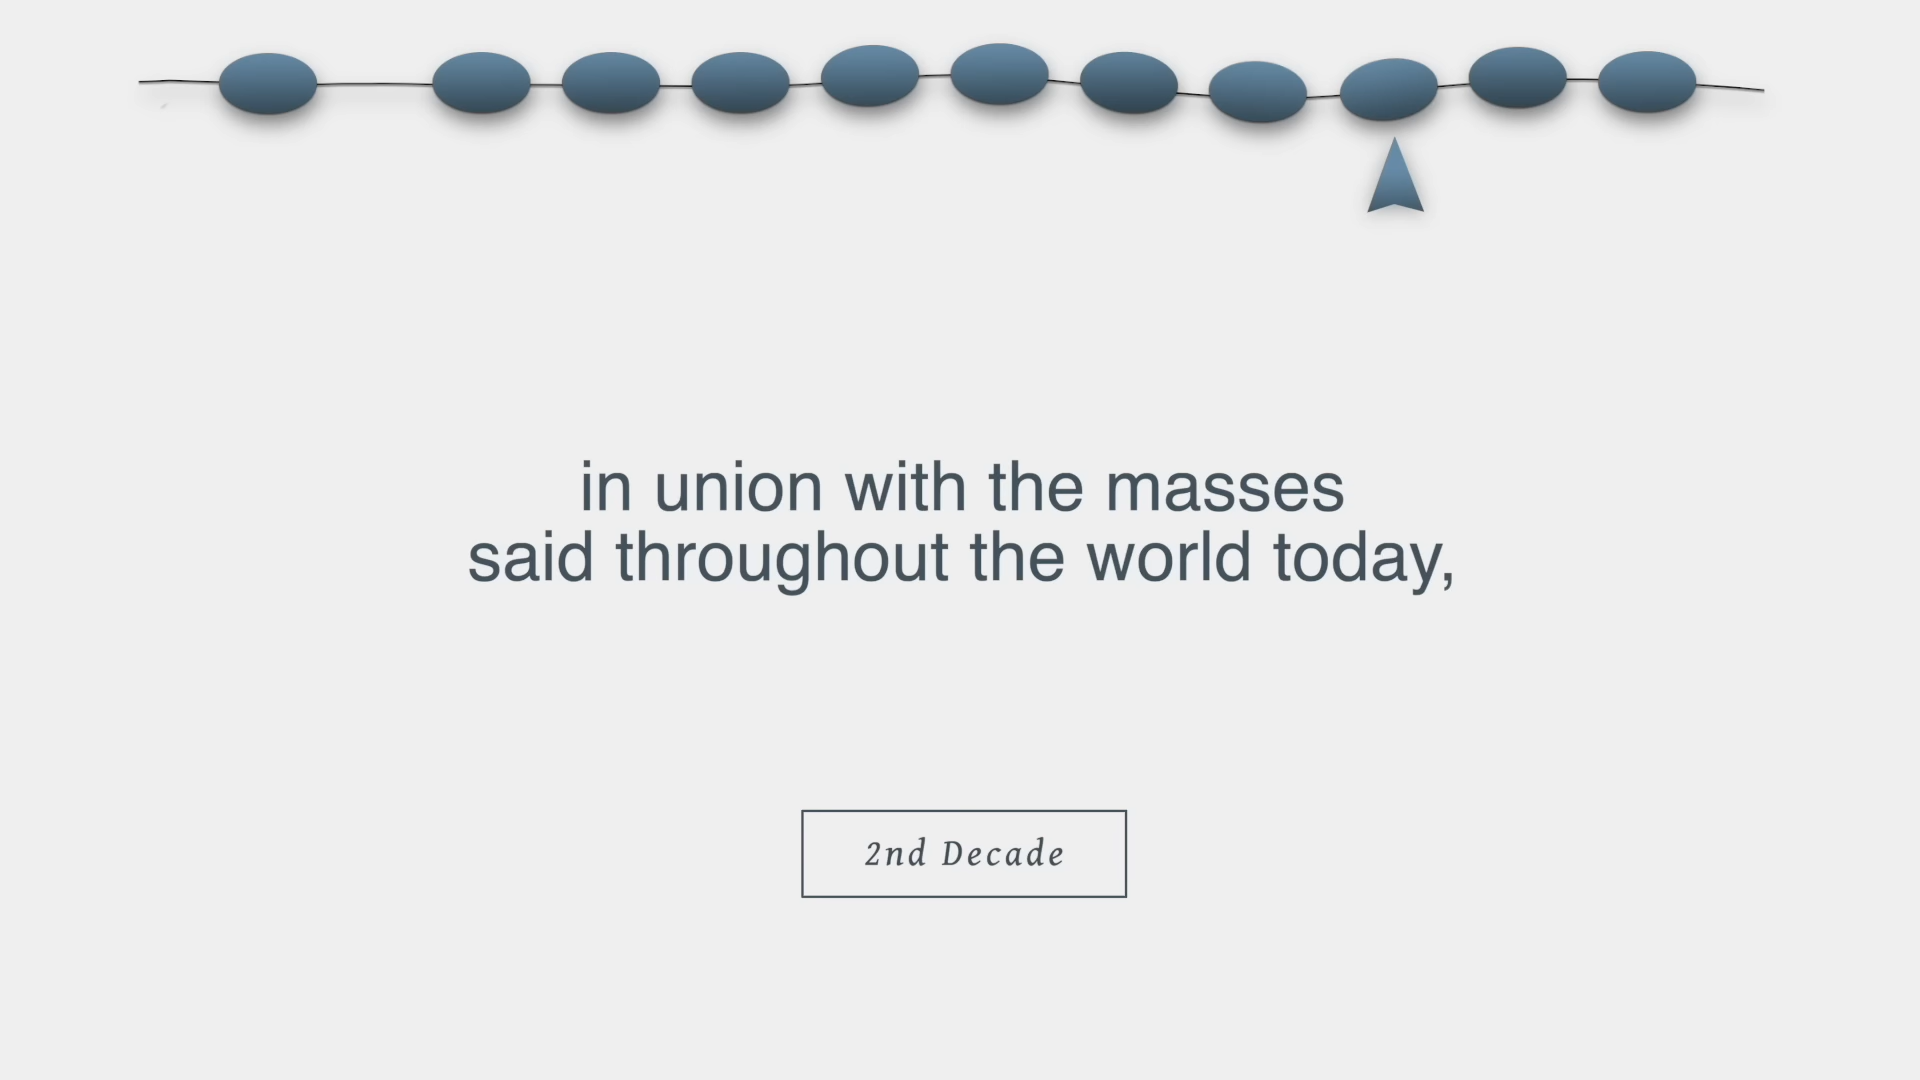 in union with the masses
said throughout the world today,
2nd Decade